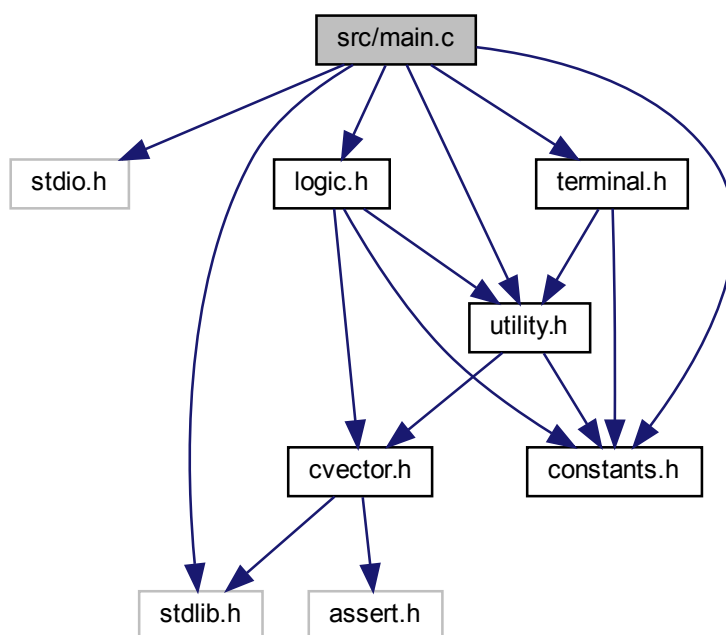 src/main.c
stdio.h
logic.h
terminal.h
utility.h
cvector.h
constants.h
stdlib.h
assert.h